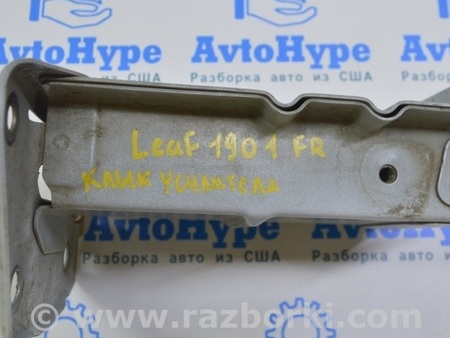 AvtoHype
AvtoHype
Разборка авто из США
Разборка авто из США
Leaf 1901 FR
клык усилителя
AvtoHype
AvtoHype
Разборка авто из США
Разборка авто из США
www.razborki.com